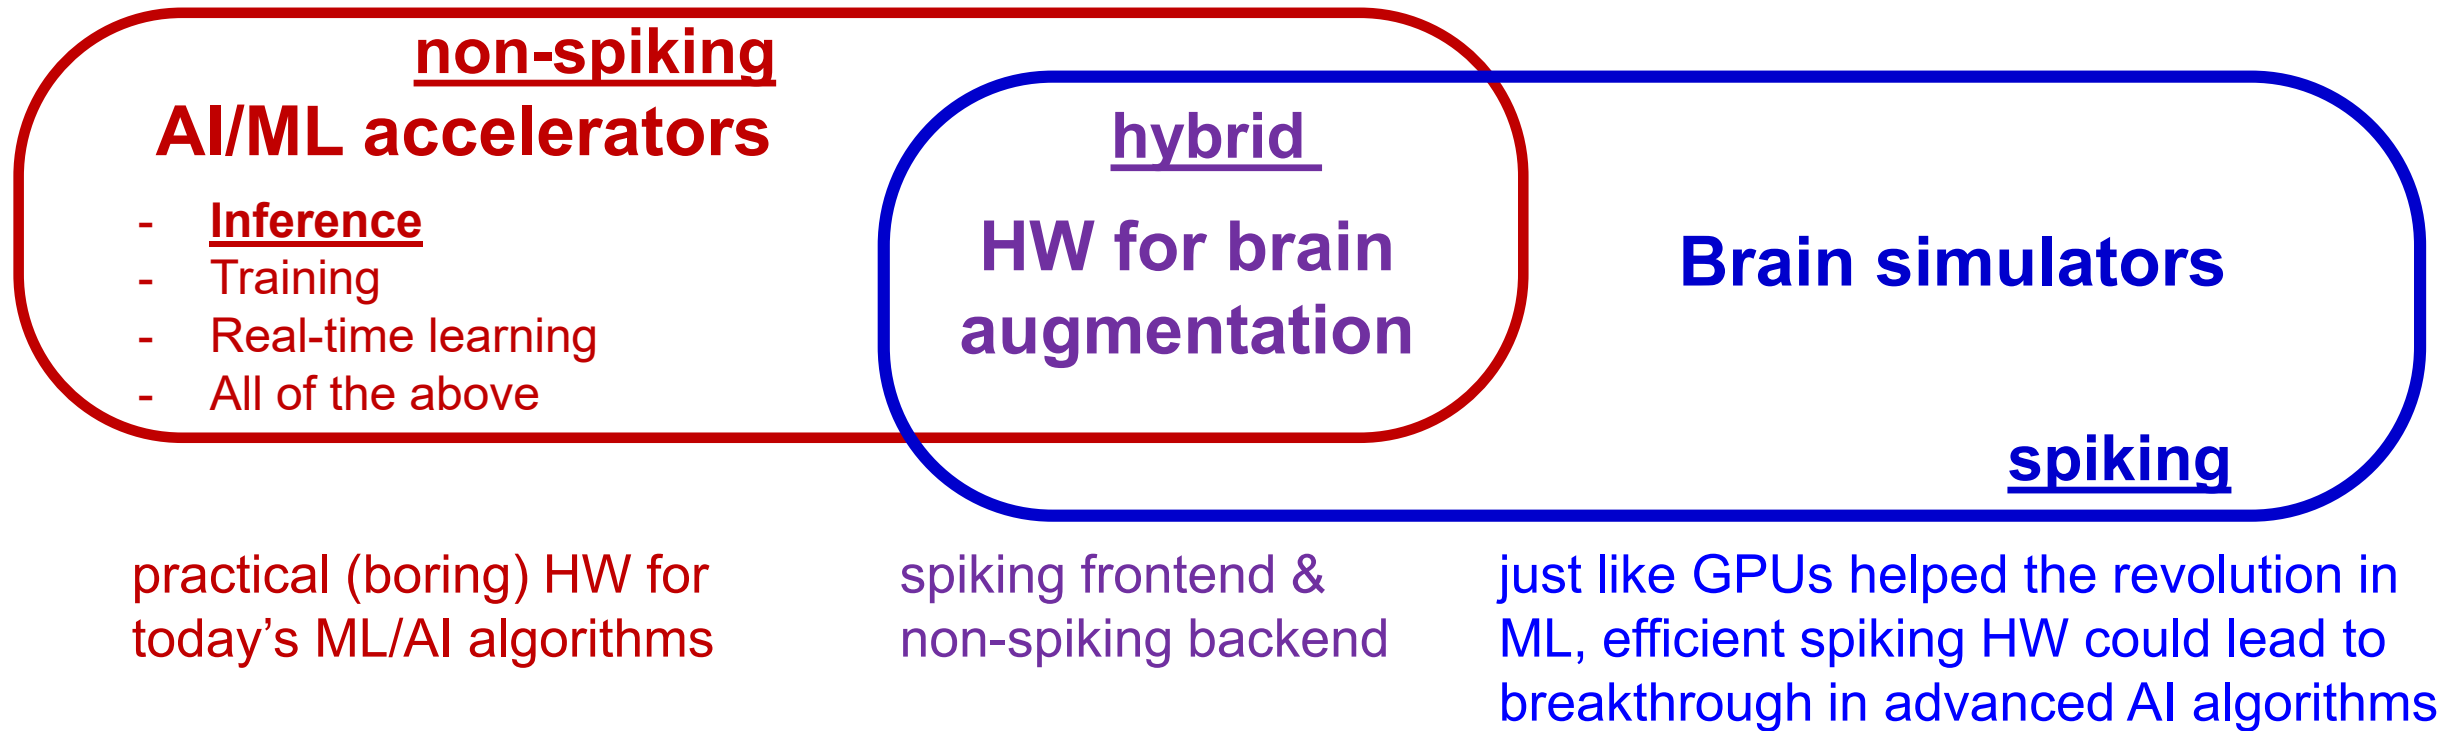 non-spiking
AI/ML accelerators
- Inference
- Training
- Real-time learning
- All of the above
hybrid
HW for brain
augmentation
Brain simulators
spiking
practical (boring) HW for
today's ML/AI algorithms
spiking frontend &
non-spiking backend
just like GPUs helped the revolution in
ML, efficient spiking HW could lead to
breakthrough in advanced AI algorithms